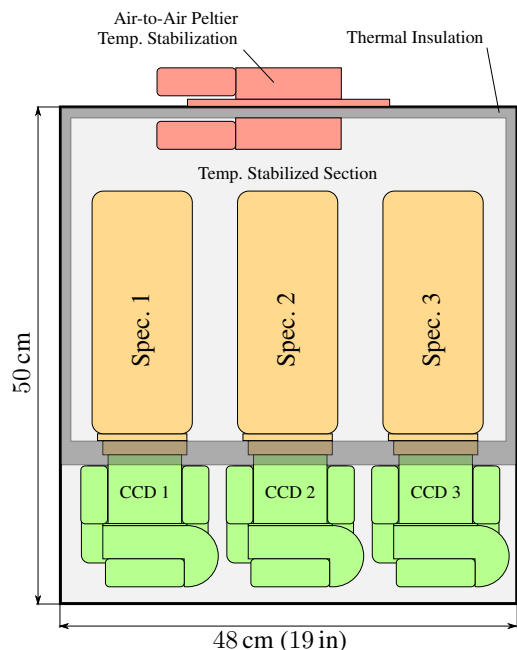 Air-to-Air Peltier
Temp. Stabilization
Thermal Insulation
Temp. Stabilized Section
Spec. 1
Spec. 2
Spec. 3
50 cm
CCD 1
CCD 2
CCD 3
48 cm (19 in)